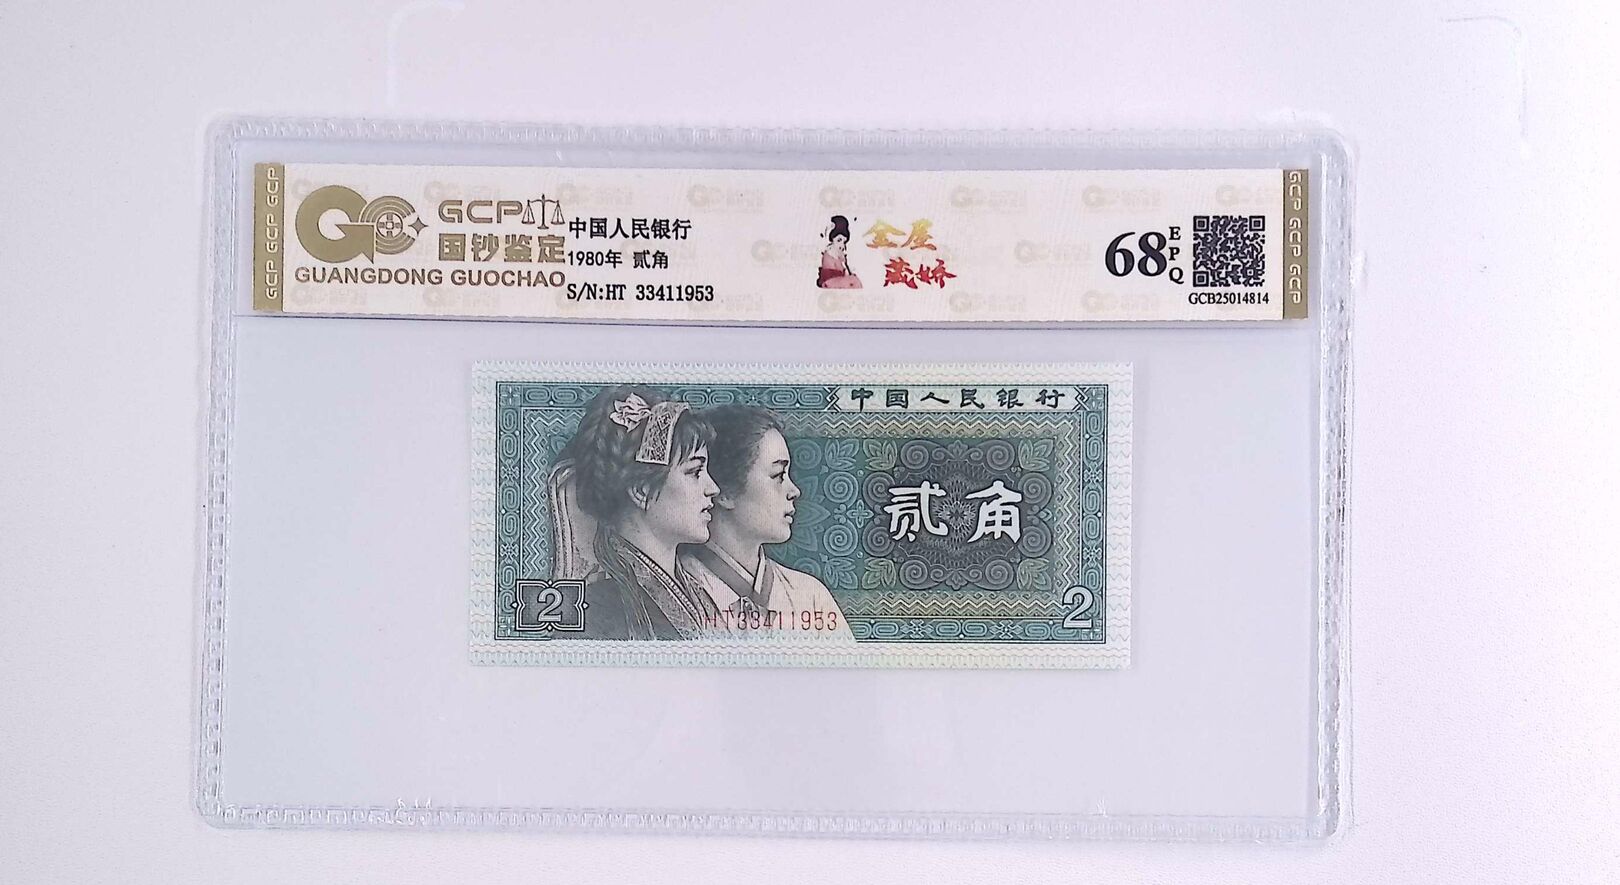 GCP GCP GCP
GCP
国钞鉴定
GUANGDONG GUOCHAO
中国人民银行
1980年 贰角
S/N:HT 33411953
金屋
藏娇
68
EPQ
GCB25014814
GCP GCP GCP
中国人民银行
贰角
2
HT33411953
2